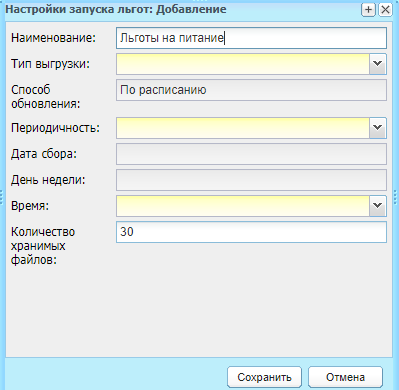 Настройки запуска льгот: Добавление
Наименование: Льготы на питание
Тип выгрузки:
Способ
обновления: По расписанию
Периодичность:
Дата сбора:
День недели:
Время:
Количество 30
хранимых
файлов:
Сохранить Отмена